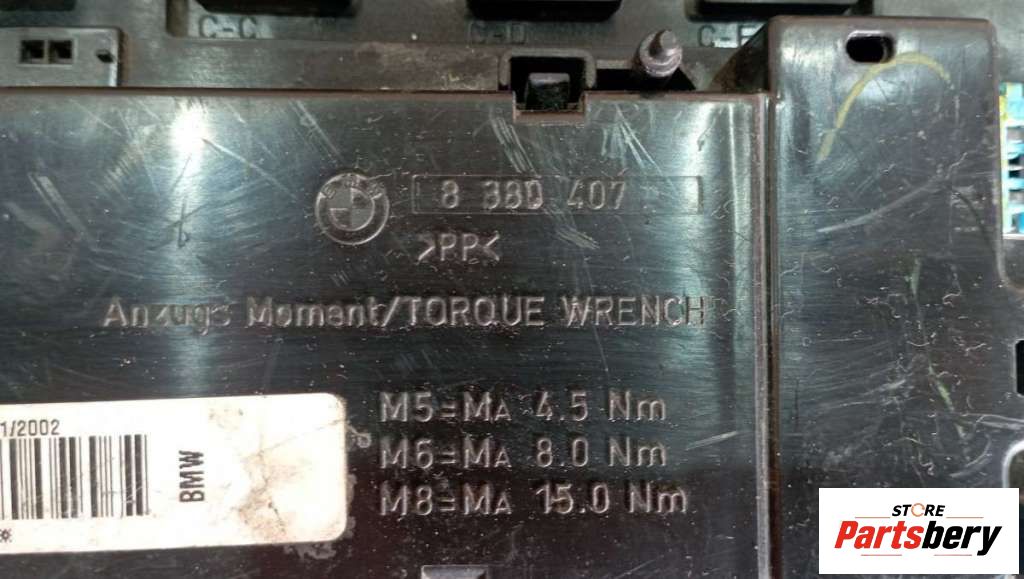 C-C C-D C-E
8 380 407
>PP<
Anzugs Moment/TORQUE WRENCH
M5=MA 4.5 Nm
M6=MA 8.0 Nm
M8=MA 15.0 Nm
1/2002
BMW
STORE
Partsbery